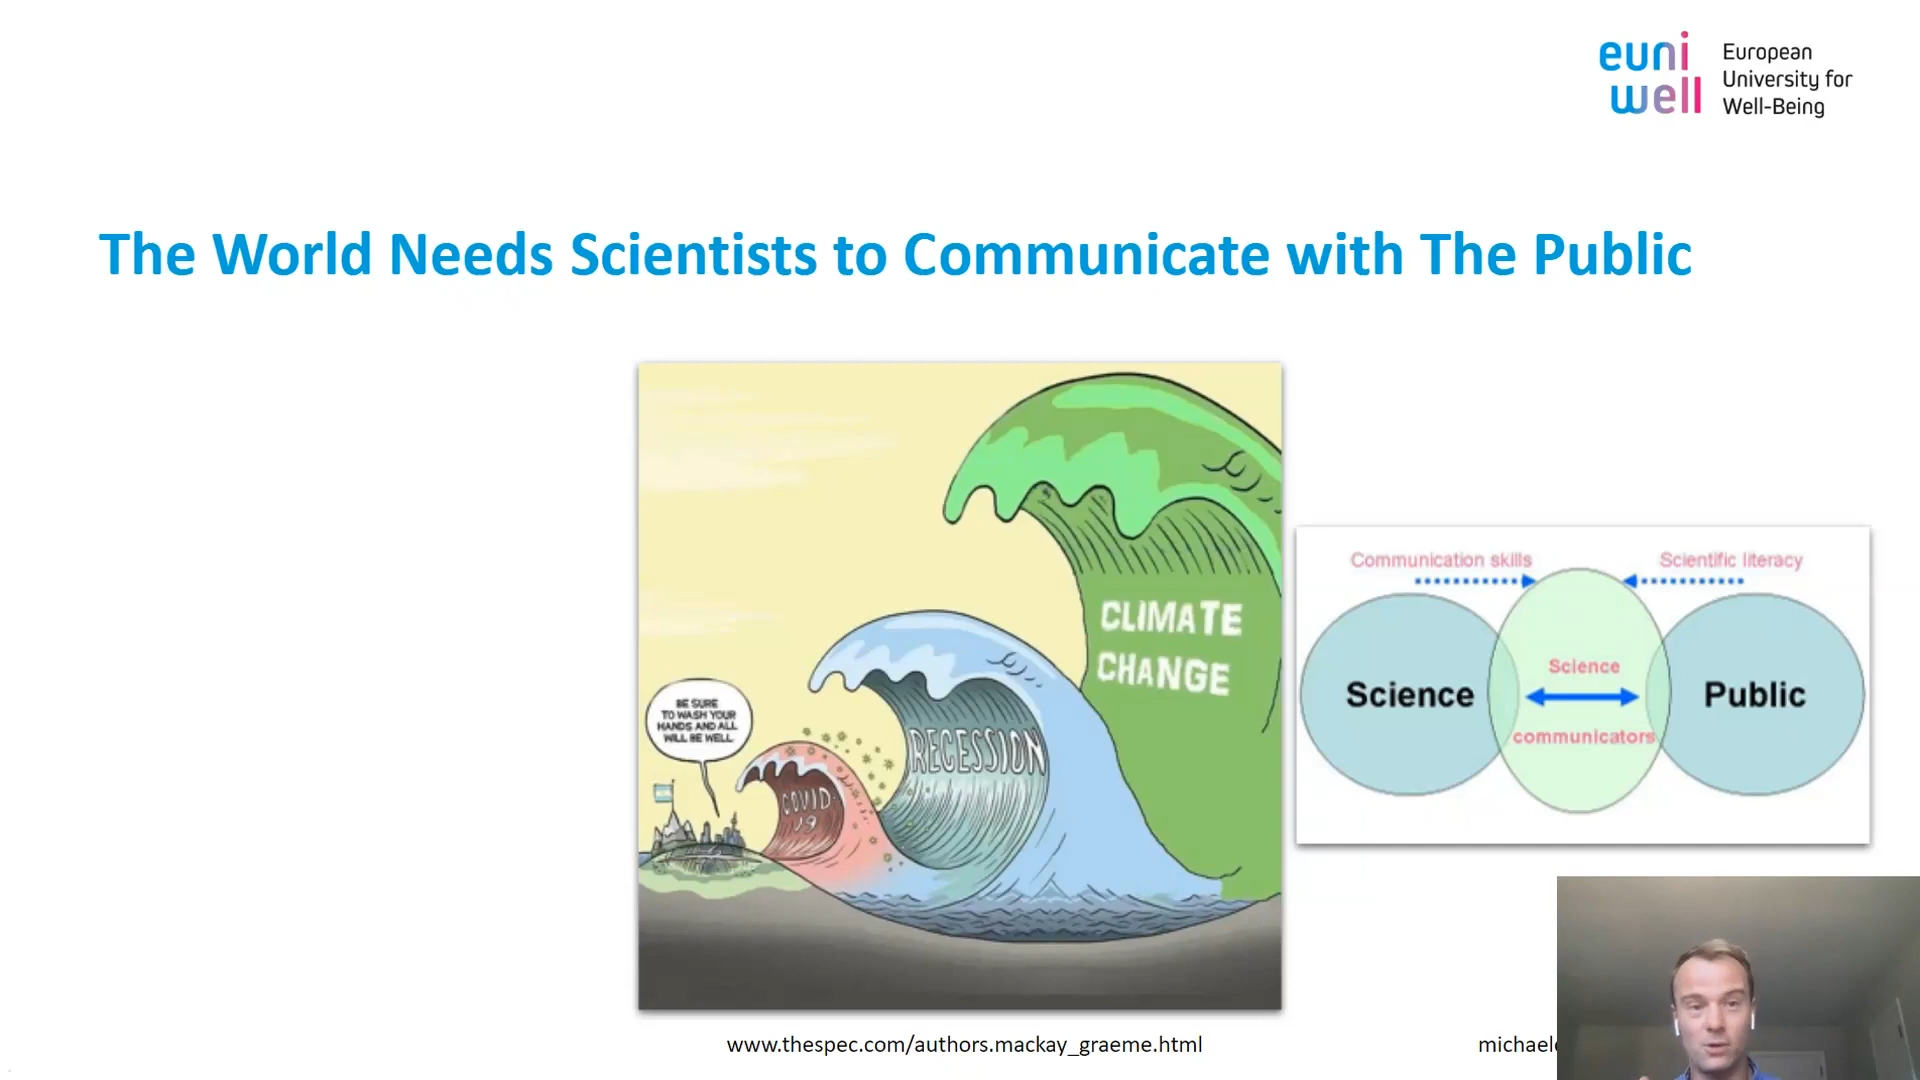 euni
well
European
University for
Well-Being
The World Needs Scientists to Communicate with The Public
CLIMATE
CHANGE
RECESSION
BE SURE
TO WASH YOUR
HANDS AND ALL
WILL BE WELL.
COVID-
19
Communication skills
Scientific literacy
Science
Science
communicators
Public
www.thespec.com/authors.mackay_graeme.html